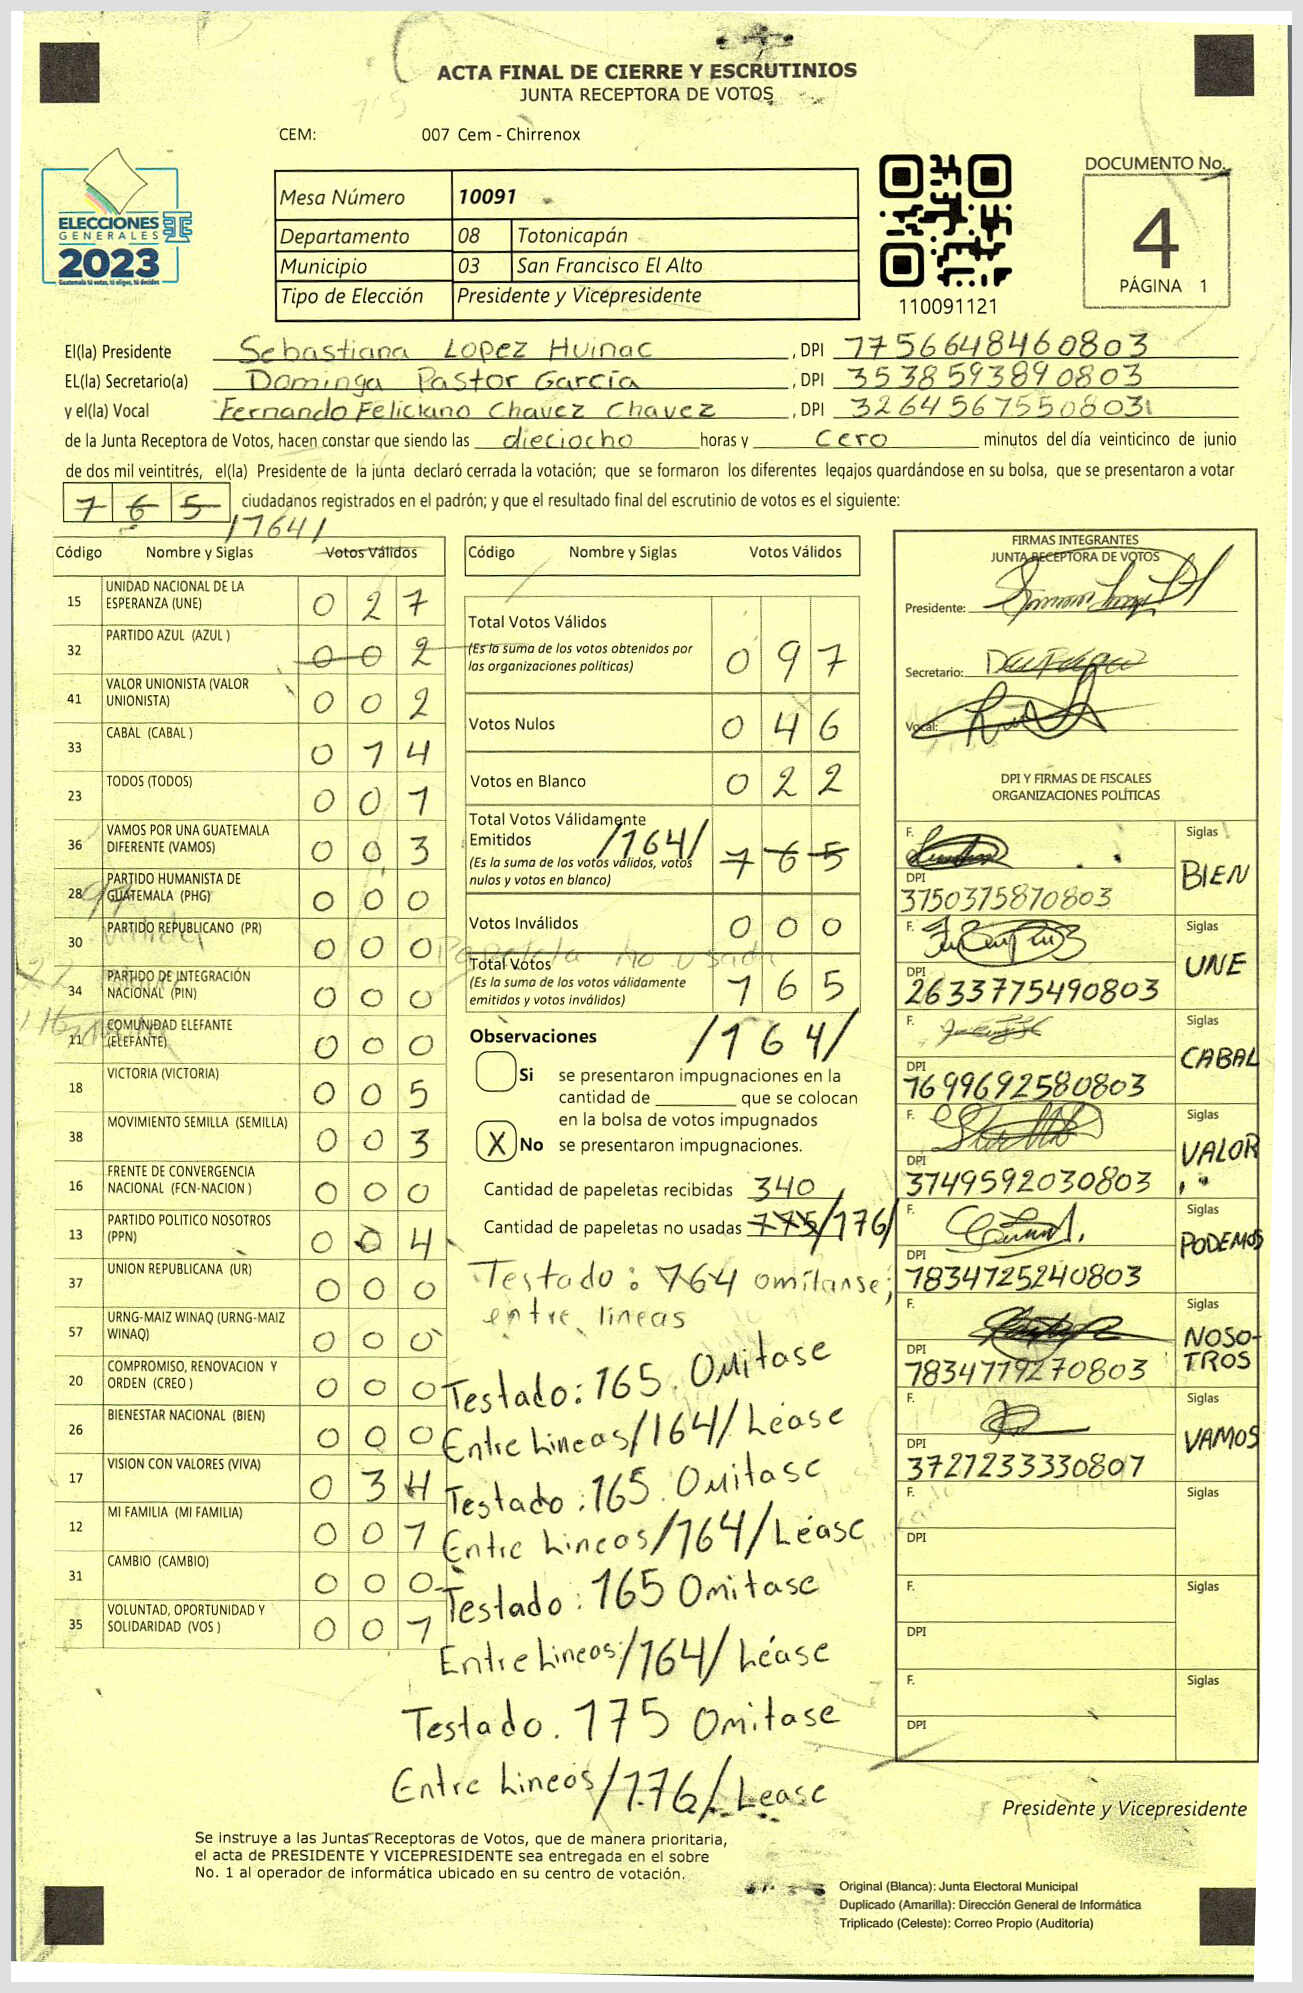 ACTA FINAL DE CIERRE Y ESCRUTINIOS
JUNTA RECEPTORA DE VOTOS
CEM: 007 Cem - Chirrenox
ELECCIONES
GENERALES
2023
Guatemala tú votas, tú eliges, tú decides
Mesa Número 10091
Departamento 08 Totonicapán
Municipio 03 San Francisco El Alto
Tipo de Elección Presidente y Vicepresidente
110091121
DOCUMENTO No.
4
PÁGINA 1
El(la) Presidente Sebastiana Lopez Huinac, DPI 1756648460803
EL(la) Secretario(a) Dominga Pastor García, DPI 3538593890803
y el(la) Vocal Fernando Feliciano Chavez Chavez, DPI 3264567550803
de la Junta Receptora de Votos, hacen constar que siendo las dieciocho horas y cero minutos del día veinticinco de junio
de dos mil veintitrés, el(la) Presidente de la junta declaró cerrada la votación; que se formaron los diferentes legajos guardándose en su bolsa, que se presentaron a votar
165 ciudadanos registrados en el padrón; y que el resultado final del escrutinio de votos es el siguiente:
/164/
Código Nombre y Siglas Votos Válidos
15 UNIDAD NACIONAL DE LA ESPERANZA (UNE) 0 2 7
32 PARTIDO AZUL (AZUL ) 0 0 2
41 VALOR UNIONISTA (VALOR UNIONISTA) 0 0 2
33 CABAL (CABAL ) 0 1 4
23 TODOS (TODOS) 0 0 1
36 VAMOS POR UNA GUATEMALA DIFERENTE (VAMOS) 0 0 3
28 PARTIDO HUMANISTA DE GUATEMALA (PHG) 0 0 0
30 PARTIDO REPUBLICANO (PR) 0 0 0
34 PARTIDO DE INTEGRACIÓN NACIONAL (PIN) 0 0 0
11 COMUNIDAD ELEFANTE (ELEFANTE) 0 0 0
18 VICTORIA (VICTORIA) 0 0 5
38 MOVIMIENTO SEMILLA (SEMILLA) 0 0 3
16 FRENTE DE CONVERGENCIA NACIONAL (FCN-NACION ) 0 0 0
13 PARTIDO POLITICO NOSOTROS (PPN) 0 0 4
37 UNION REPUBLICANA (UR) 0 0 0
57 URNG-MAIZ WINAQ (URNG-MAIZ WINAQ) 0 0 0
20 COMPROMISO, RENOVACION Y ORDEN (CREO ) 0 0 0
26 BIENESTAR NACIONAL (BIEN) 0 0 0
17 VISION CON VALORES (VIVA) 0 3 4
12 MI FAMILIA (MI FAMILIA) 0 0 1
31 CAMBIO (CAMBIO) 0 0 0
35 VOLUNTAD, OPORTUNIDAD Y SOLIDARIDAD (VOS ) 0 0 1
Código Nombre y Siglas Votos Válidos
Total Votos Válidos 0 9 7
(Es la suma de los votos obtenidos por
las organizaciones políticas)
Votos Nulos 0 4 6
Votos en Blanco 0 2 2
Total Votos Válidamente
Emitidos /164/ 1 6 5
(Es la suma de los votos válidos, votos
nulos y votos en blanco)
Votos Inválidos 0 0 0
Papeleta no usada
Total Votos 1 6 5
(Es la suma de los votos válidamente
emitidos y votos inválidos)
/164/
Observaciones
Si se presentaron impugnaciones en la
cantidad de ________ que se colocan
en la bolsa de votos impugnados
X No se presentaron impugnaciones.
Cantidad de papeletas recibidas 340
Cantidad de papeletas no usadas 175/176/
Testado: 164 omitanse;
entre lineas
Testado: 165. Omitase
Entre Lineas/164/Léase
Testado: 165. Omitase
Entre Lineas/164/Léase
Testado: 165 Omitase
Entre Lineas/164/Léase
Testado. 175 Omitase
Entre Lineas/176/Lease
FIRMAS INTEGRANTES
JUNTA RECEPTORA DE VOTOS
Presidente:
Secretario:
Vocal:
DPI Y FIRMAS DE FISCALES
ORGANIZACIONES POLÍTICAS
F. Siglas
DPI 3750375870803 BIEN
F. Siglas
DPI 2633775490803 UNE
F. Siglas
DPI 1699692580803 CABAL
F. Siglas
DPI 3749592030803 VALOR
F. Siglas
DPI 1834725240803 PODEMOS
F. Siglas
DPI 1834779270803 NOSO-
TROS
F. Siglas
DPI 3721233330801 VAMOS
F. Siglas
DPI
F. Siglas
DPI
F. Siglas
DPI
Presidente y Vicepresidente
Se instruye a las Juntas Receptoras de Votos, que de manera prioritaria,
el acta de PRESIDENTE Y VICEPRESIDENTE sea entregada en el sobre
No. 1 al operador de informática ubicado en su centro de votación.
Original (Blanca): Junta Electoral Municipal
Duplicado (Amarilla): Dirección General de Informática
Triplicado (Celeste): Correo Propio (Auditoria)